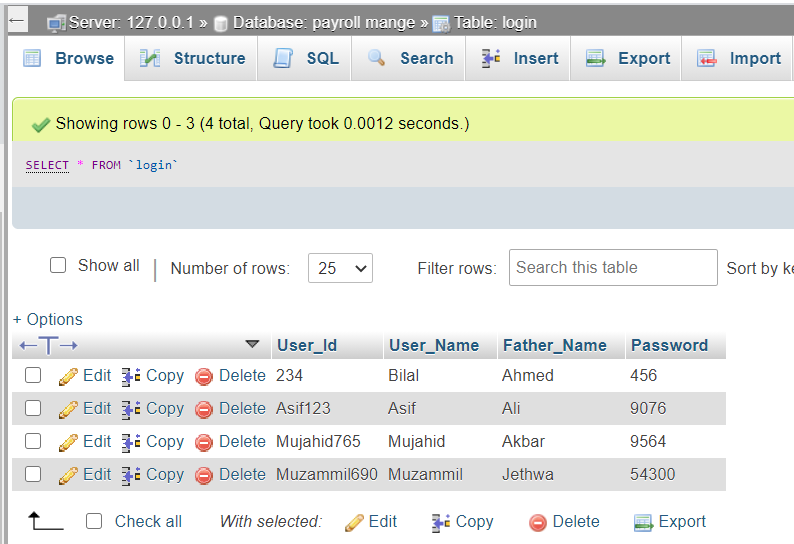 Server: 127.0.0.1 » Database: payroll mange » Table: login
Browse Structure SQL Search Insert Export Import
Showing rows 0 - 3 (4 total, Query took 0.0012 seconds.)
SELECT * FROM `login`
Show all | Number of rows: 25 Filter rows: Search this table Sort by ke
+ Options
←T→ User_Id User_Name Father_Name Password
Edit Copy Delete 234 Bilal Ahmed 456
Edit Copy Delete Asif123 Asif Ali 9076
Edit Copy Delete Mujahid765 Mujahid Akbar 9564
Edit Copy Delete Muzammil690 Muzammil Jethwa 54300
Check all With selected: Edit Copy Delete Export